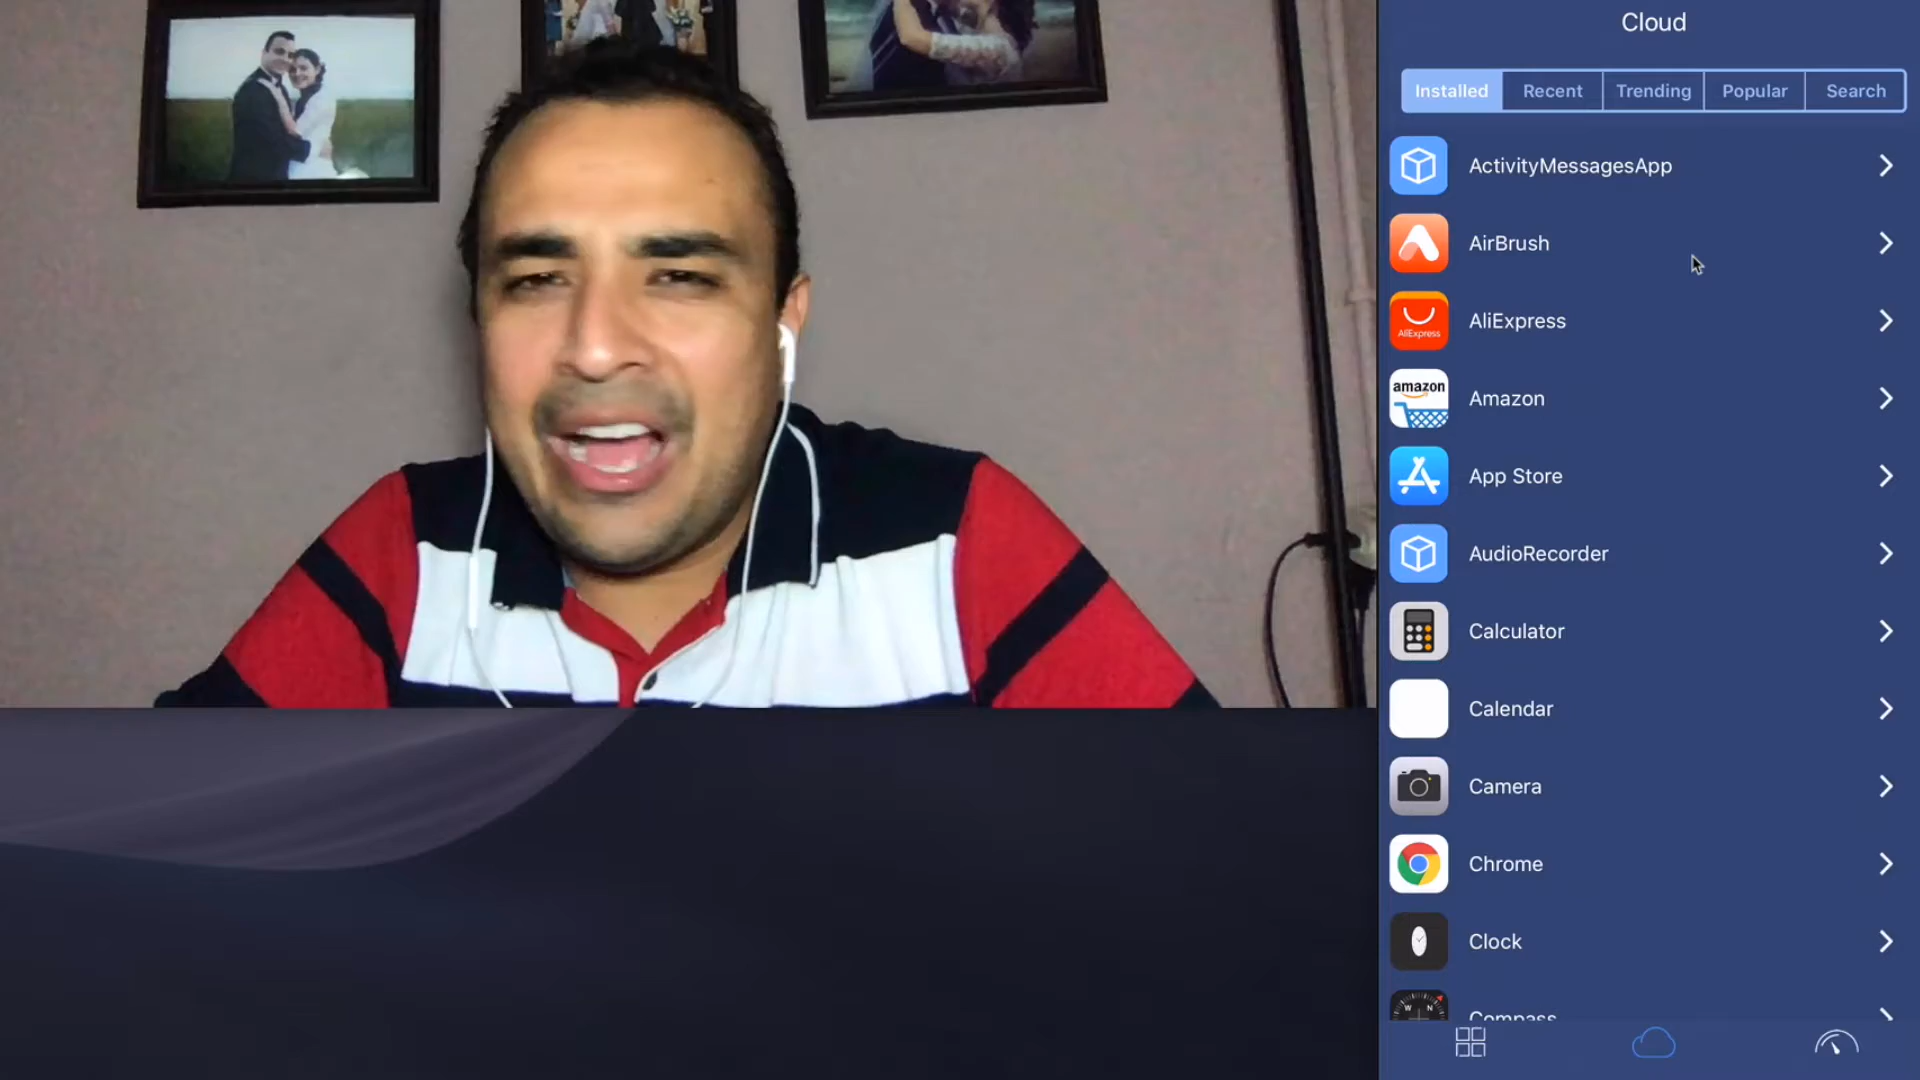 Cloud
Installed Recent Trending Popular Search
ActivityMessagesApp
AirBrush
AliExpress
AliExpress
amazon
Amazon
App Store
AudioRecorder
Calculator
Calendar
Camera
Chrome
Clock
W N
Compass